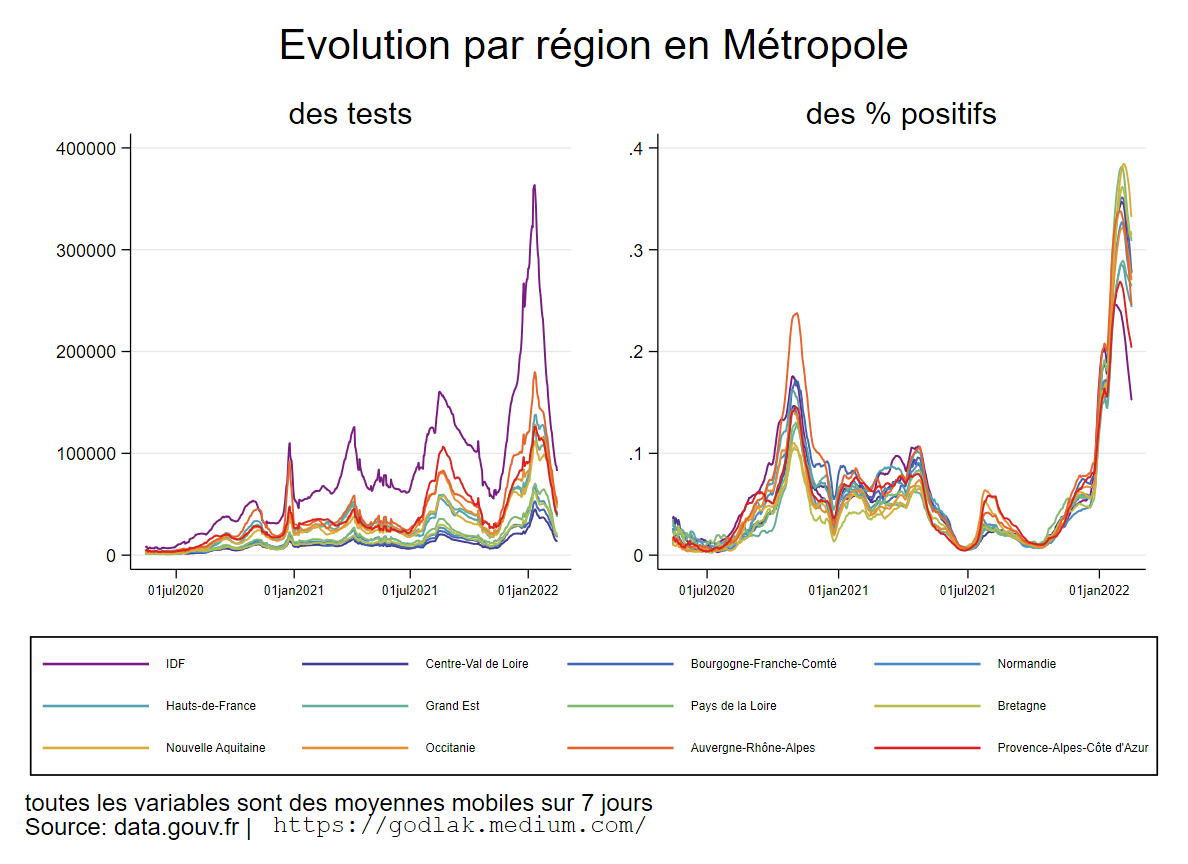 Evolution par région en Métropole
des tests
des % positifs
400000
300000
200000
100000
0
01jul2020
01jan2021
01jul2021
01jan2022
.4
.3
.2
.1
0
01jul2020
01jan2021
01jul2021
01jan2022
IDF
Centre-Val de Loire
Bourgogne-Franche-Comté
Normandie
Hauts-de-France
Grand Est
Pays de la Loire
Bretagne
Nouvelle Aquitaine
Occitanie
Auvergne-Rhône-Alpes
Provence-Alpes-Côte d'Azur
toutes les variables sont des moyennes mobiles sur 7 jours
Source: data.gouv.fr | https://godlak.medium.com/